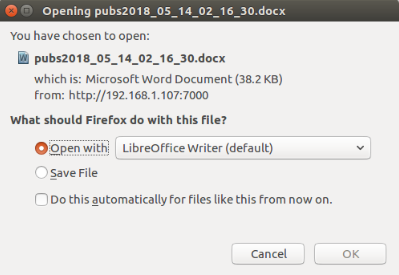 Opening pubs2018_05_14_02_16_30.docx
You have chosen to open:
pubs2018_05_14_02_16_30.docx
which is: Microsoft Word Document (38.2 KB)
from: http://192.168.1.107:7000
What should Firefox do with this file?
Open with LibreOffice Writer (default)
Save File
Do this automatically for files like this from now on.
Cancel OK